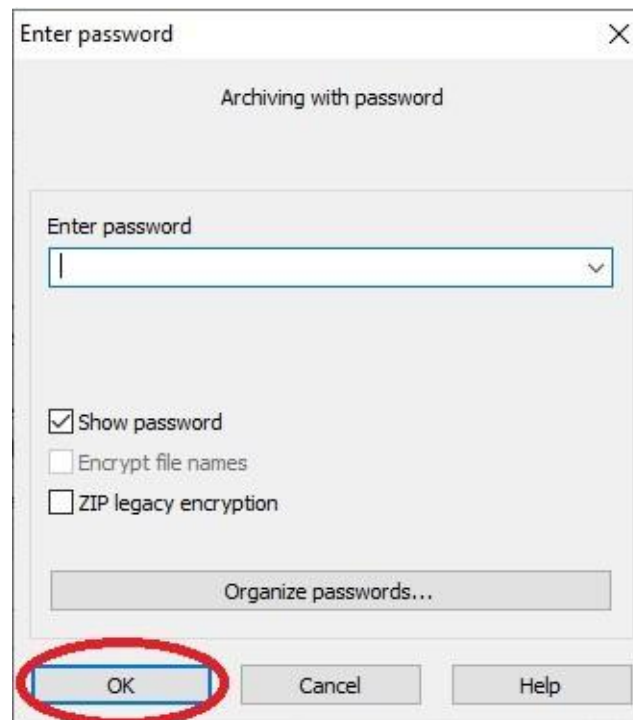 Enter password
Archiving with password
Enter password
Show password
Encrypt file names
ZIP legacy encryption
Organize passwords...
OK Cancel Help